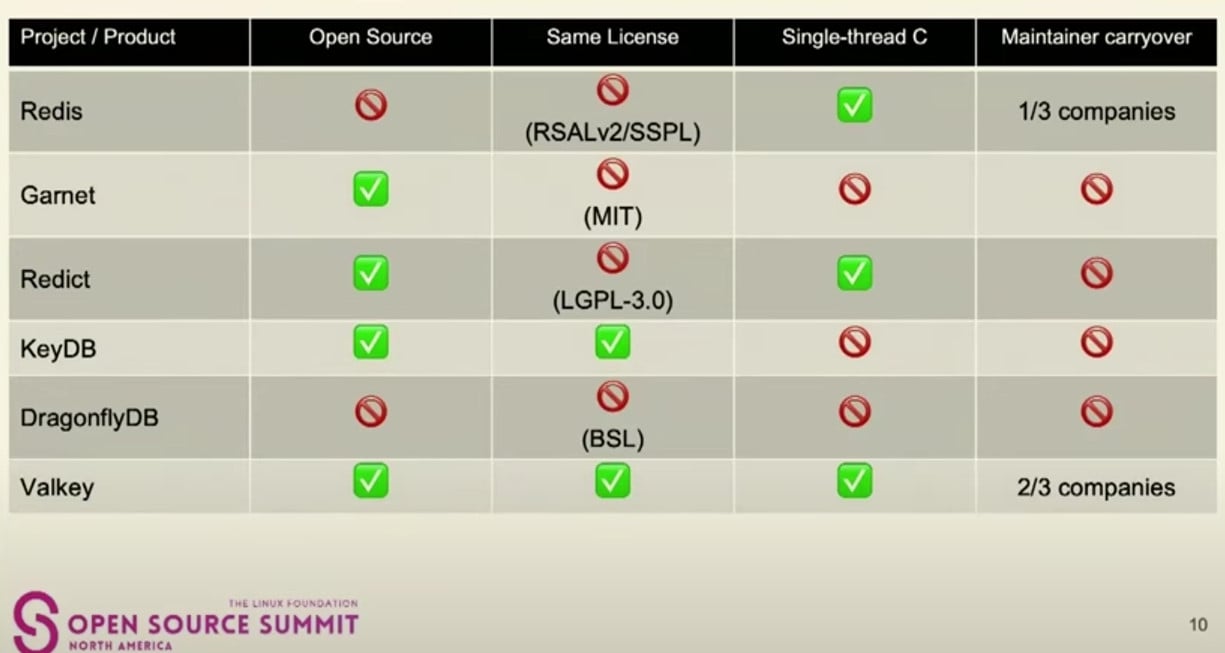 Project / Product Open Source Same License Single-thread C Maintainer carryover
Redis 🚫 🚫 ✅ 1/3 companies
(RSALv2/SSPL)
Garnet ✅ 🚫 🚫 🚫
(MIT)
Redict ✅ 🚫 ✅ 🚫
(LGPL-3.0)
KeyDB ✅ ✅ 🚫 🚫
DragonflyDB 🚫 🚫 🚫 🚫
(BSL)
Valkey ✅ ✅ ✅ 2/3 companies
THE LINUX FOUNDATION
OPEN SOURCE SUMMIT
NORTH AMERICA
10